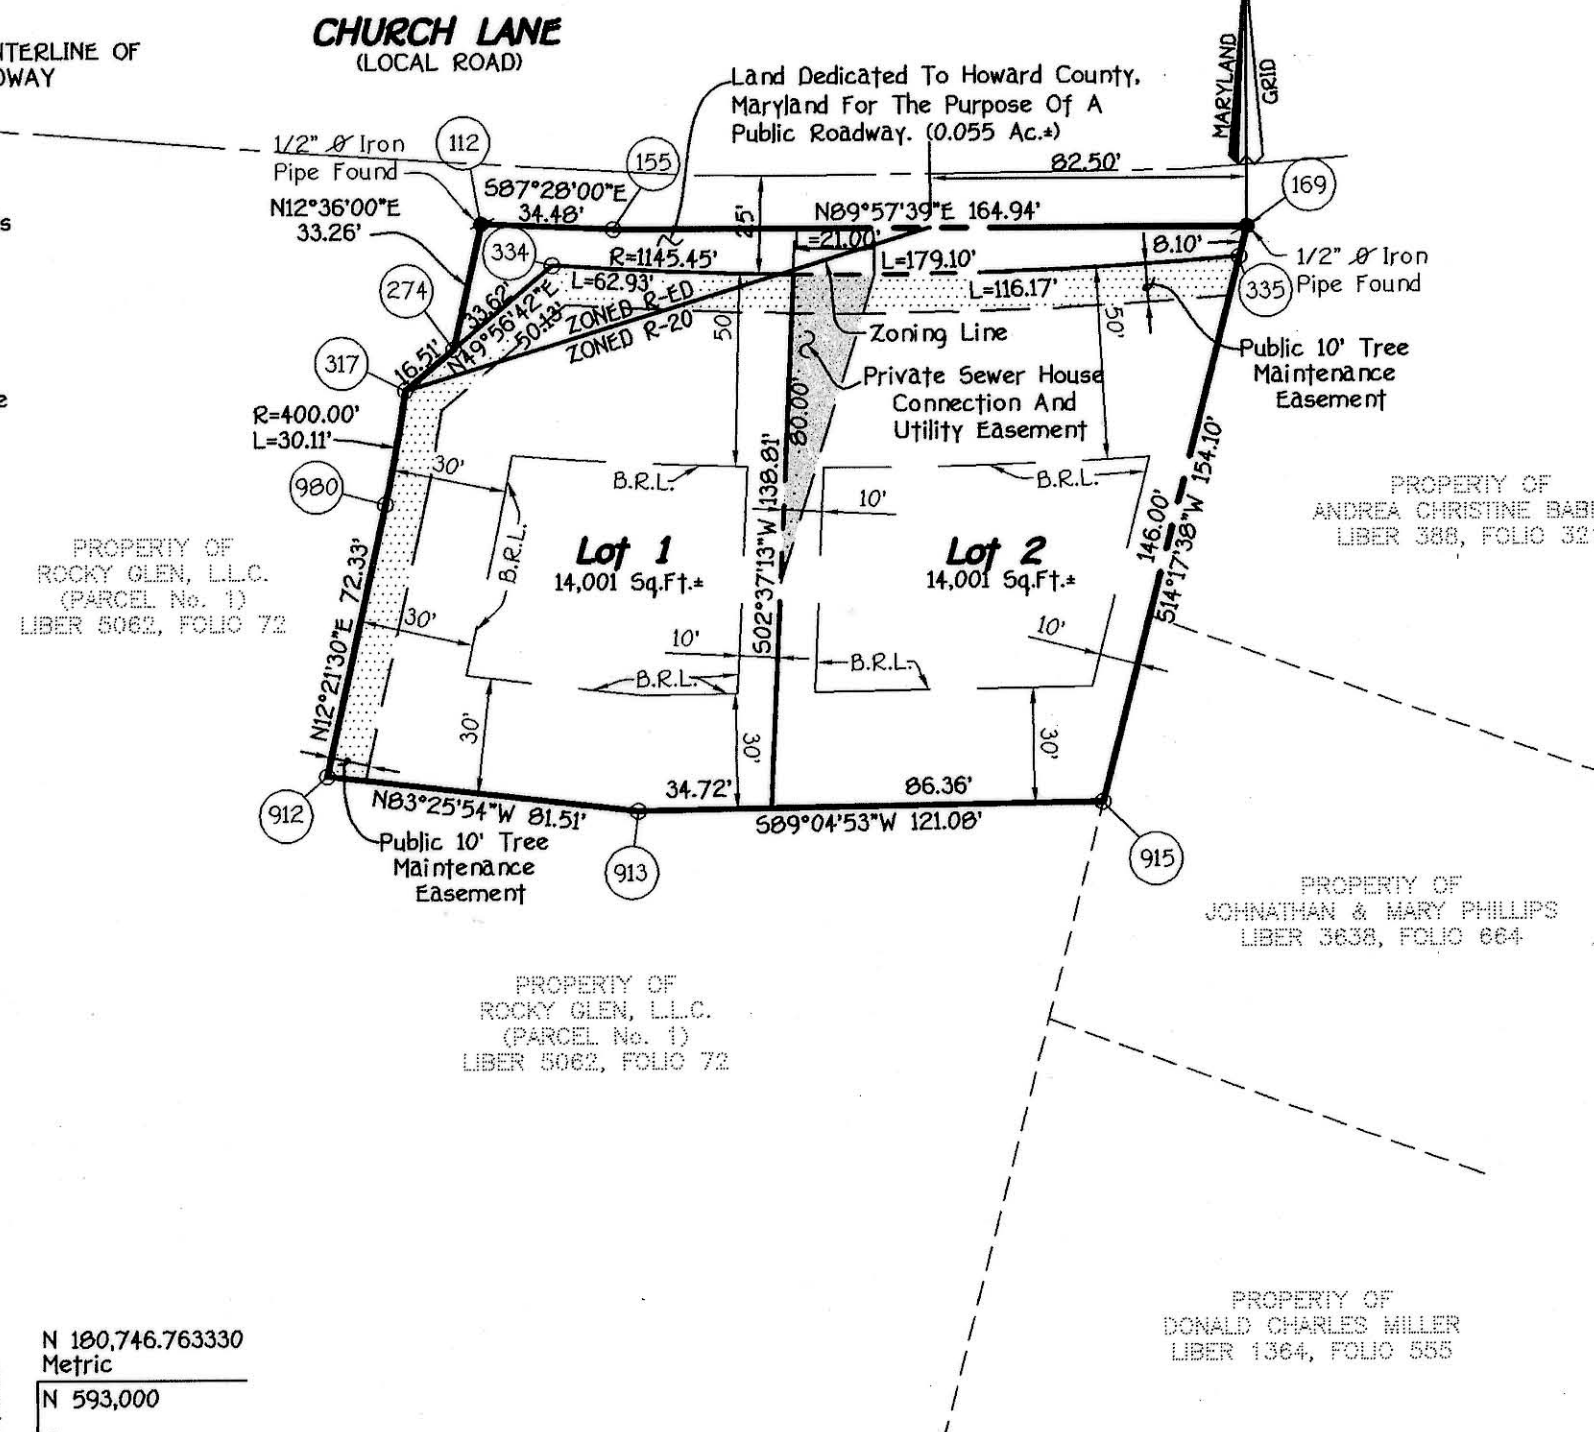 CHURCH LANE
(LOCAL ROAD)
NTERLINE OF
Land Dedicated To Howard County,
Maryland For The Purpose Of A
Public Roadway. (0.055 Ac.±)
MARYLAND
GRID
1/2" Ø Iron
Pipe Found
112
155
82.50'
169
S87°28'00"E
34.48'
N12°36'00"E
33.26'
N89°57'39"E 164.94'
25'
=21.00'
334
R=1145.45'
L=62.93'
L=179.10'
8.10'
1/2" Ø Iron
Pipe Found
274
33.62'
N49°56'42"E
50.13'
ZONED R-ED
ZONED R-20
L=116.17'
335
50'
50'
Zoning Line
317
16.51'
Public 10' Tree
Maintenance
Easement
Private Sewer House
Connection And
Utility Easement
80.00'
R=400.00'
L=30.11'
30'
B.R.L.
B.R.L.
980
10'
S02°37'13"W 138.81'
146.00'
S14°17'38"W 154.10'
PROPERTY OF
ANDREA CHRISTINE
LIBER 388, FOLIO
PROPERTY OF
ROCKY GLEN, L.L.C.
(PARCEL No. 1)
LIBER 5062, FOLIO 72
B.R.L.
Lot 1
14,001 Sq.Ft.±
Lot 2
14,001 Sq.Ft.±
30'
10'
10'
N12°21'30"E 72.33'
B.R.L.
B.R.L.
30'
30'
30'
912
N83°25'54"W 81.51'
34.72'
86.36'
S89°04'53"W 121.08'
913
915
Public 10' Tree
Maintenance
Easement
PROPERTY OF
JOHNATHAN & MARY PHILLIPS
LIBER 3638, FOLIO 664
PROPERTY OF
ROCKY GLEN, L.L.C.
(PARCEL No. 1)
LIBER 5062, FOLIO 72
PROPERTY OF
DONALD CHARLES MILLER
LIBER 1364, FOLIO 555
N 180,746.763330
Metric
N 593,000